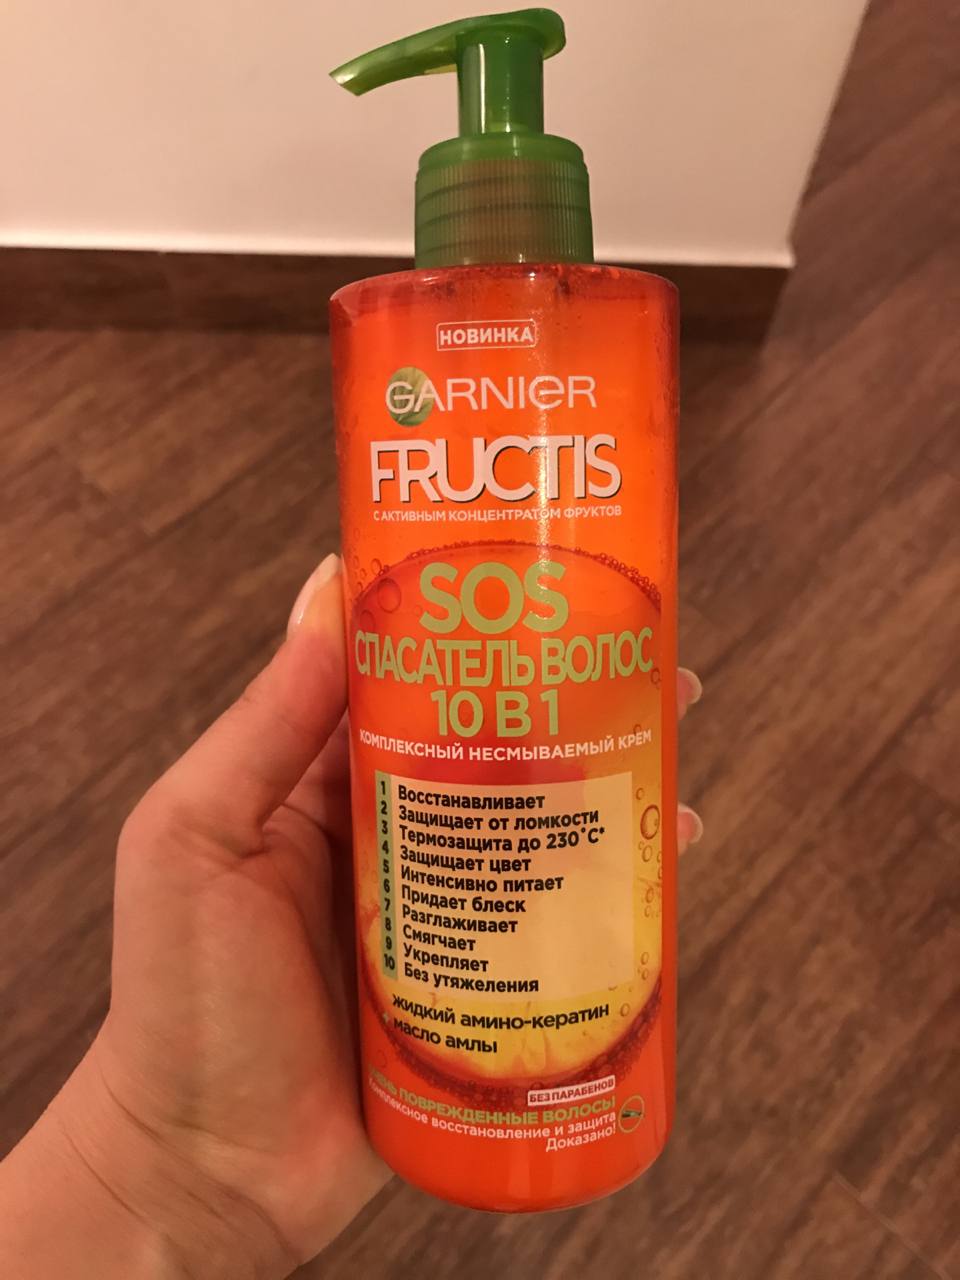 НОВИНКА
GARNIER
FRUCTIS
С АКТИВНЫМ КОНЦЕНТРАТОМ ФРУКТОВ
SOS
СПАСАТЕЛЬ ВОЛОС
10 В 1
КОМПЛЕКСНЫЙ НЕСМЫВАЕМЫЙ КРЕМ
1 Восстанавливает
2 Защищает от ломкости
3 Термозащита до 230°С*
4 Защищает цвет
5 Интенсивно питает
6 Придает блеск
7 Разглаживает
8 Смягчает
9 Укрепляет
10 Без утяжеления
жидкий амино-кератин
+ масло амлы
БЕЗ ПАРАБЕНОВ
ПОВРЕЖДЕННЫЕ ВОЛОСЫ
Комплексное восстановление и защита
Доказано!